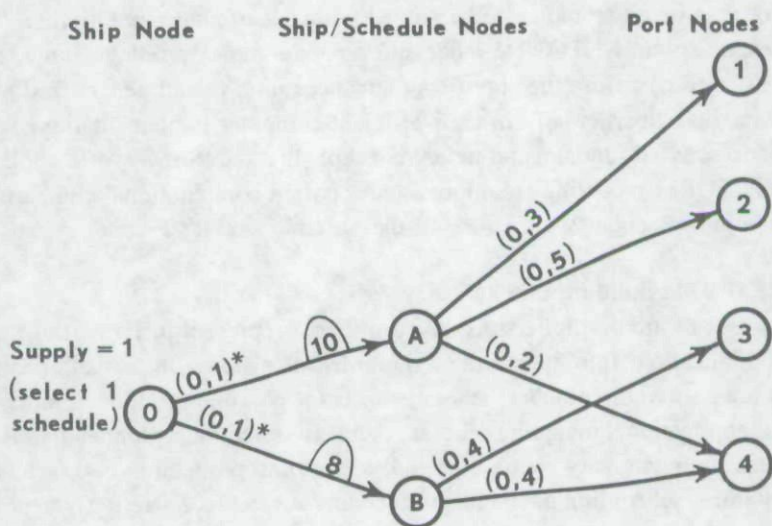 Ship Node Ship/Schedule Nodes Port Nodes
1
2
(0,3)
(0,5)
Supply = 1
(select 1
schedule)
0
(0,1)*
10
A
(0,2)
3
(0,1)*
8
B
(0,4)
(0,4)
4